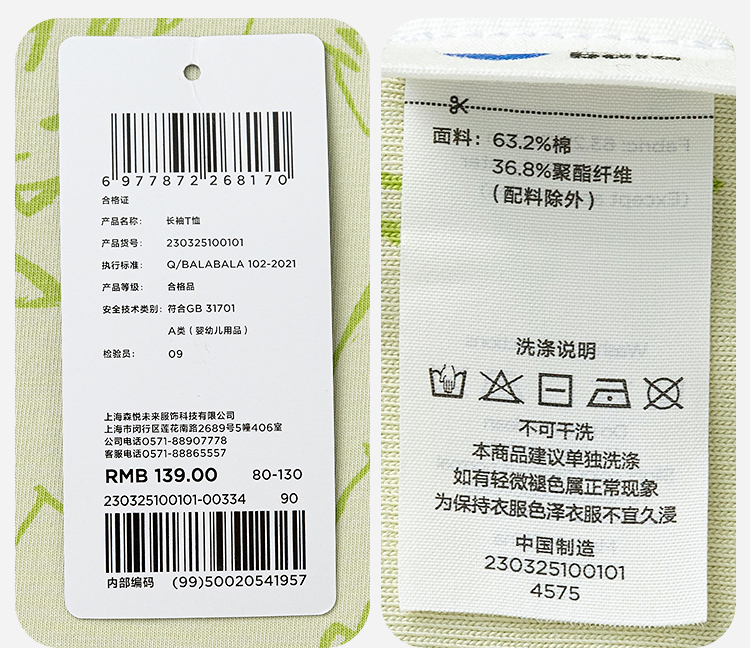 6 977872 268170
合格证
产品名称： 长袖T恤
产品货号： 230325100101
执行标准： Q/BALABALA 102-2021
产品等级： 合格品
安全技术类别：符合GB 31701
A类（婴幼儿用品）
检验员： 09
上海森悦未来服饰科技有限公司
上海市闵行区莲花南路2689号5幢406室
公司电话0571-88907778
客服电话0571-88865557
RMB 139.00 80-130
230325100101-00334 90
内部编码 (99)50020541957
面料：63.2%棉
36.8%聚酯纤维
（配料除外）
洗涤说明
不可干洗
本商品建议单独洗涤
如有轻微褪色属正常现象
为保持衣服色泽衣服不宜久浸
中国制造
230325100101
4575